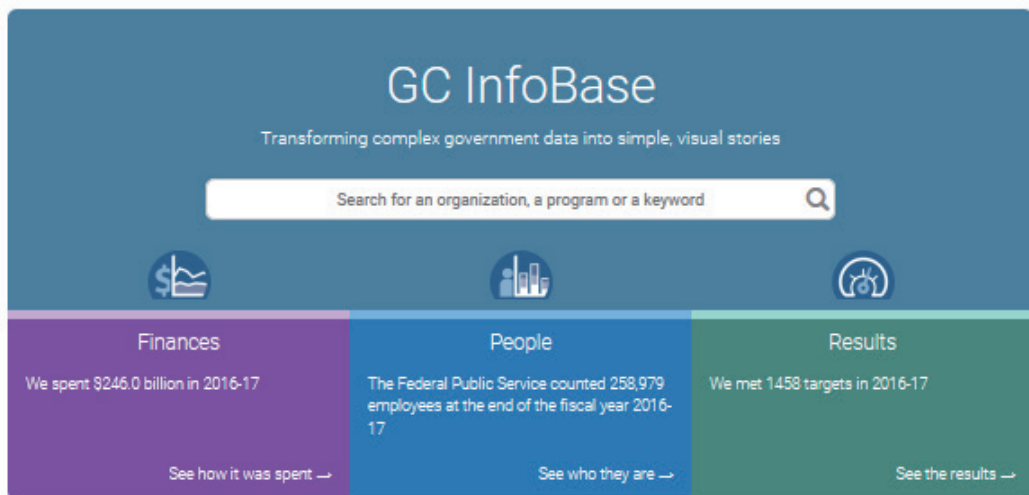 GC InfoBase
Transforming complex government data into simple, visual stories
Search for an organization, a program or a keyword
$
Finances
We spent $246.0 billion in 2016-17
See how it was spent →
People
The Federal Public Service counted 258,979
employees at the end of the fiscal year 2016-
17
See who they are →
Results
We met 1458 targets in 2016-17
See the results →